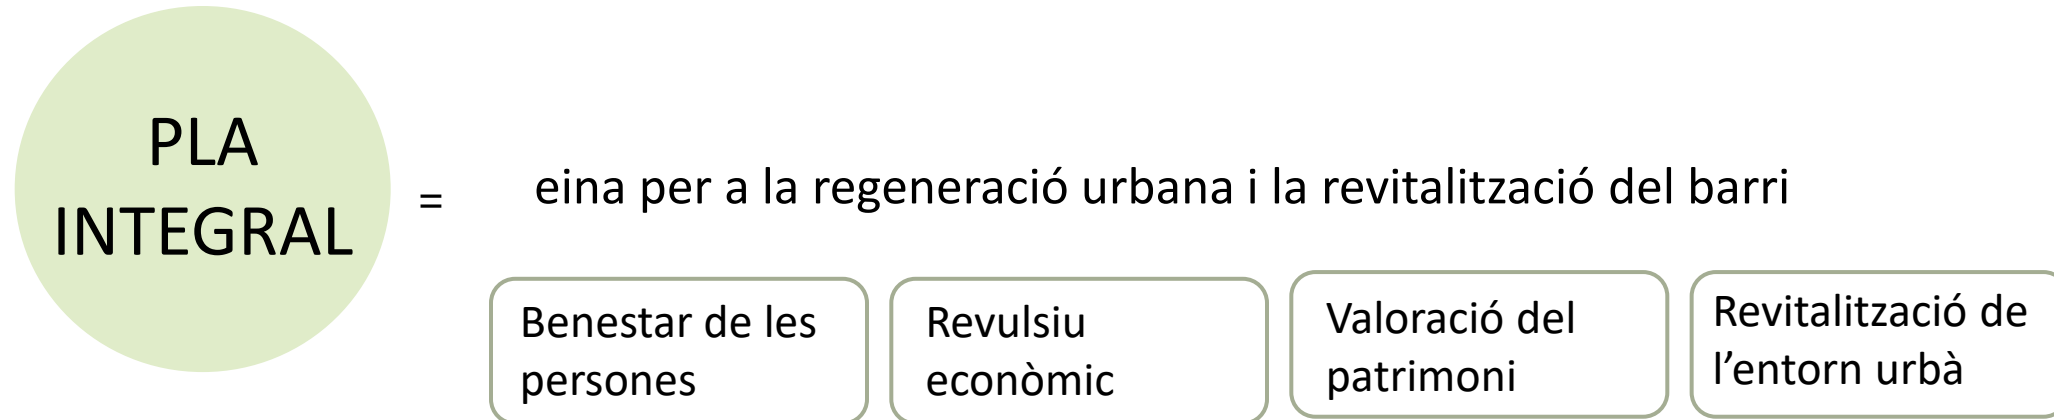 PLA
INTEGRAL
=
eina per a la regeneració urbana i la revitalització del barri
Benestar de les
persones
Revulsiu
econòmic
Valoració del
patrimoni
Revitalització de
l’entorn urbà